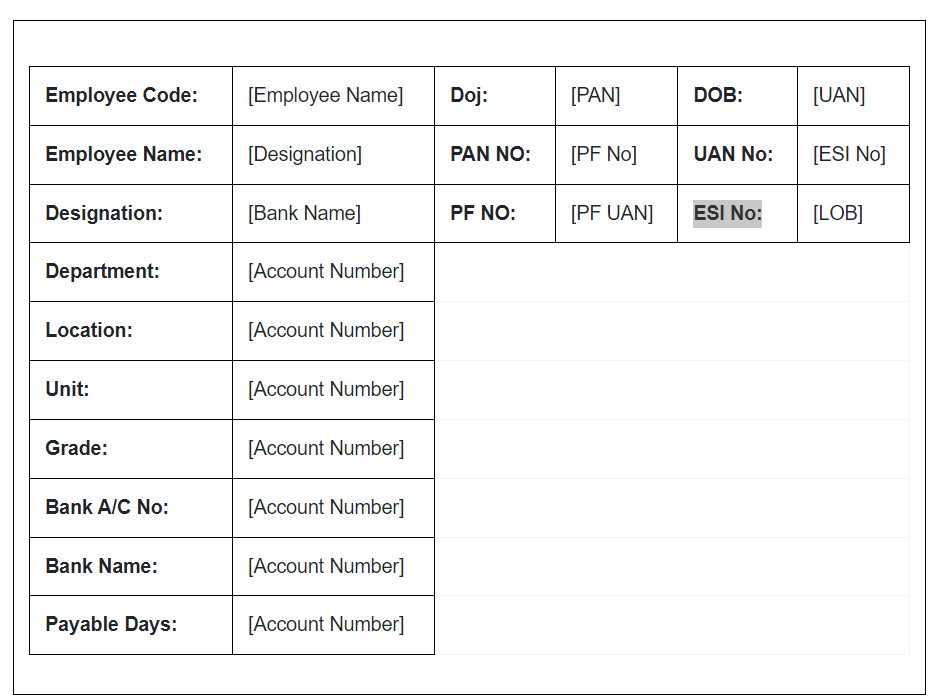 Employee Code: [Employee Name] Doj: [PAN] DOB: [UAN]
Employee Name: [Designation] PAN NO: [PF No] UAN No: [ESI No]
Designation: [Bank Name] PF NO: [PF UAN] ESI No: [LOB]
Department: [Account Number]
Location: [Account Number]
Unit: [Account Number]
Grade: [Account Number]
Bank A/C No: [Account Number]
Bank Name: [Account Number]
Payable Days: [Account Number]